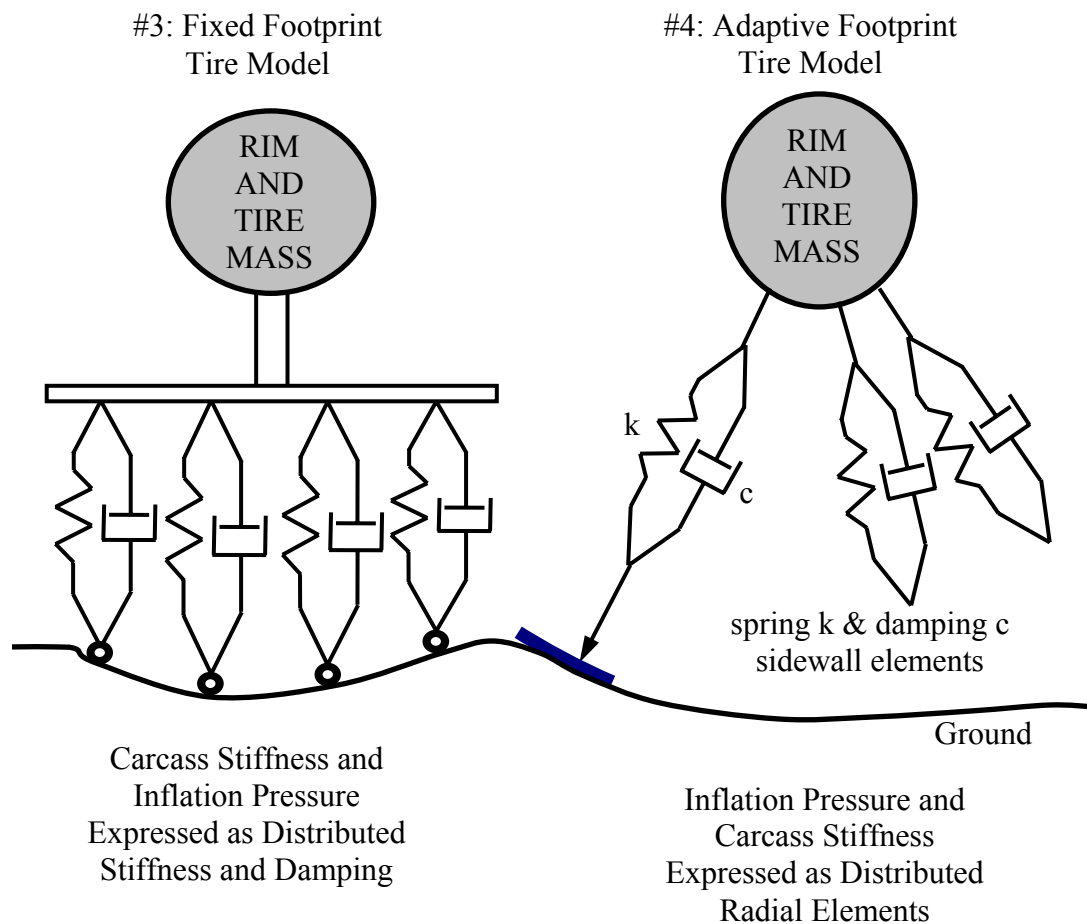 #3: Fixed Footprint
Tire Model
RIM
AND
TIRE
MASS
Carcass Stiffness and
Inflation Pressure
Expressed as Distributed
Stiffness and Damping
#4: Adaptive Footprint
Tire Model
RIM
AND
TIRE
MASS
k
c
spring k & damping c
sidewall elements
Ground
Inflation Pressure and
Carcass Stiffness
Expressed as Distributed
Radial Elements